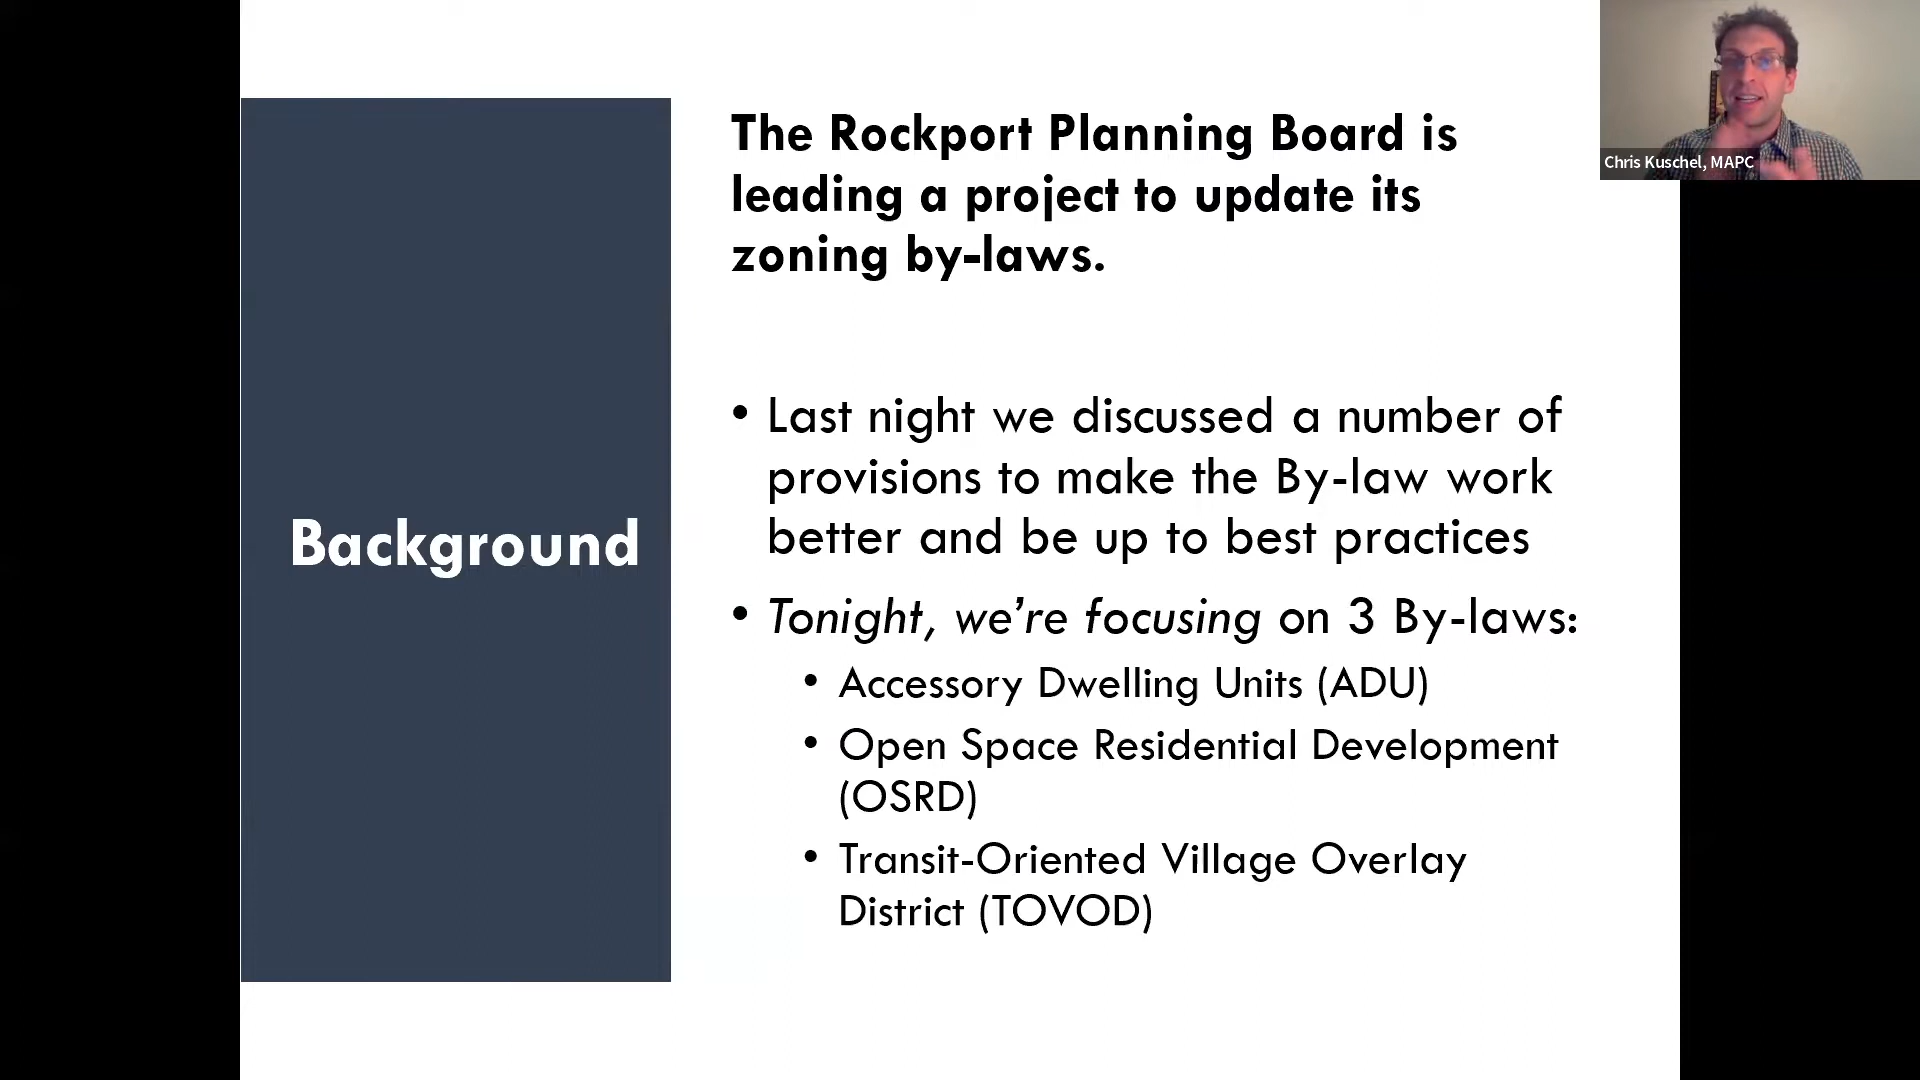 Chris Kuschel, MAPC
Background
The Rockport Planning Board is
leading a project to update its
zoning by-laws.
• Last night we discussed a number of
provisions to make the By-law work
better and be up to best practices
• Tonight, we’re focusing on 3 By-laws:
• Accessory Dwelling Units (ADU)
• Open Space Residential Development
(OSRD)
• Transit-Oriented Village Overlay
District (TOVOD)